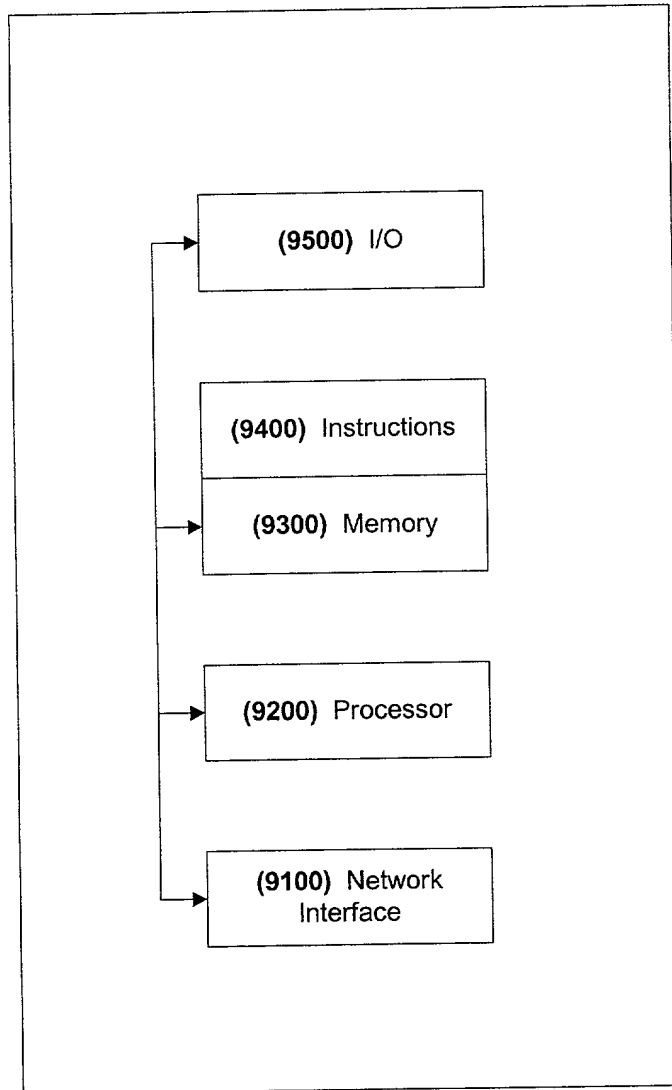 (9500) I/O
(9400) Instructions
(9300) Memory
(9200) Processor
(9100) Network
Interface